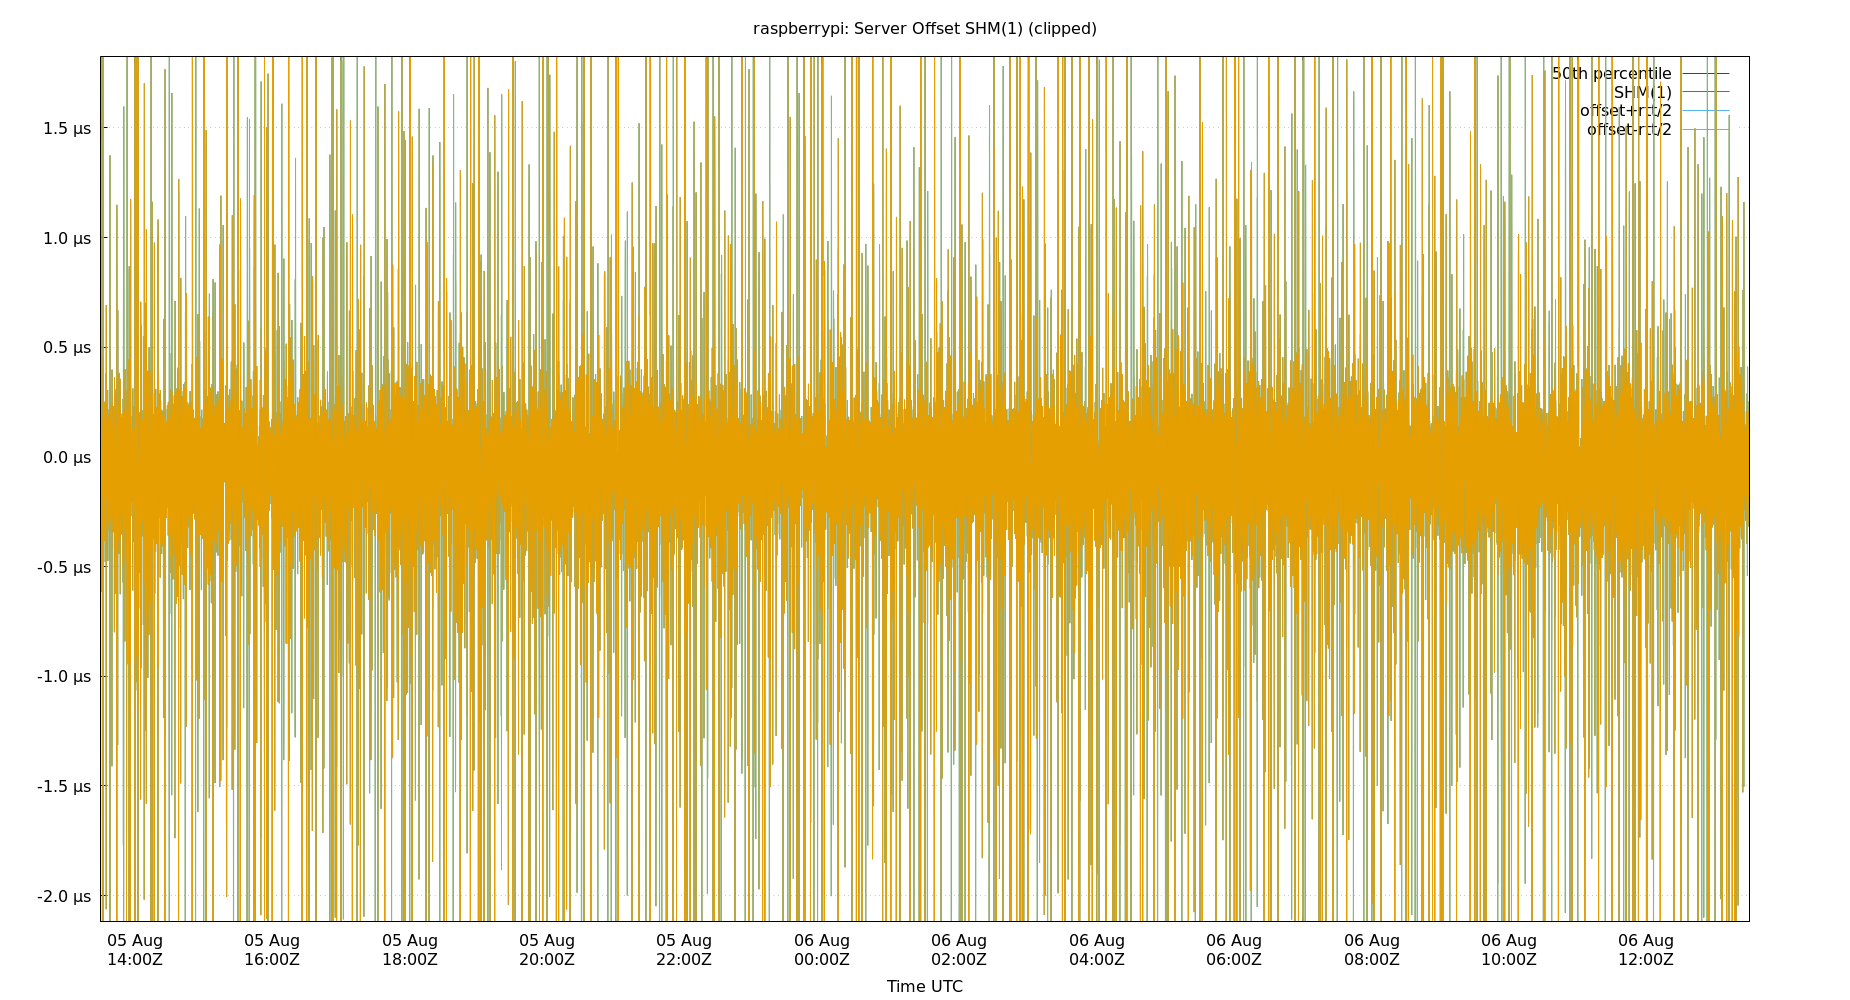 raspberrypi: Server Offset SHM(1) (clipped)
50th percentile
SHM(1)
offset+rtt/2
offset-rtt/2
1.5 µs
1.0 µs
0.5 µs
0.0 µs
-0.5 µs
-1.0 µs
-1.5 µs
-2.0 µs
05 Aug 05 Aug 05 Aug 05 Aug 05 Aug 06 Aug 06 Aug 06 Aug 06 Aug 06 Aug 06 Aug 06 Aug
14:00Z 16:00Z 18:00Z 20:00Z 22:00Z 00:00Z 02:00Z 04:00Z 06:00Z 08:00Z 10:00Z 12:00Z
Time UTC